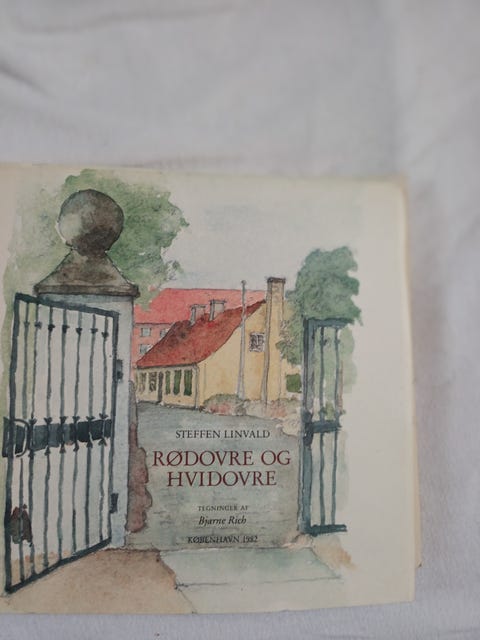 STEFFEN LINVALD
RØDOVRE OG
HVIDOVRE
TEGNINGER AF
Bjarne Rich
KØBENHAVN 1982